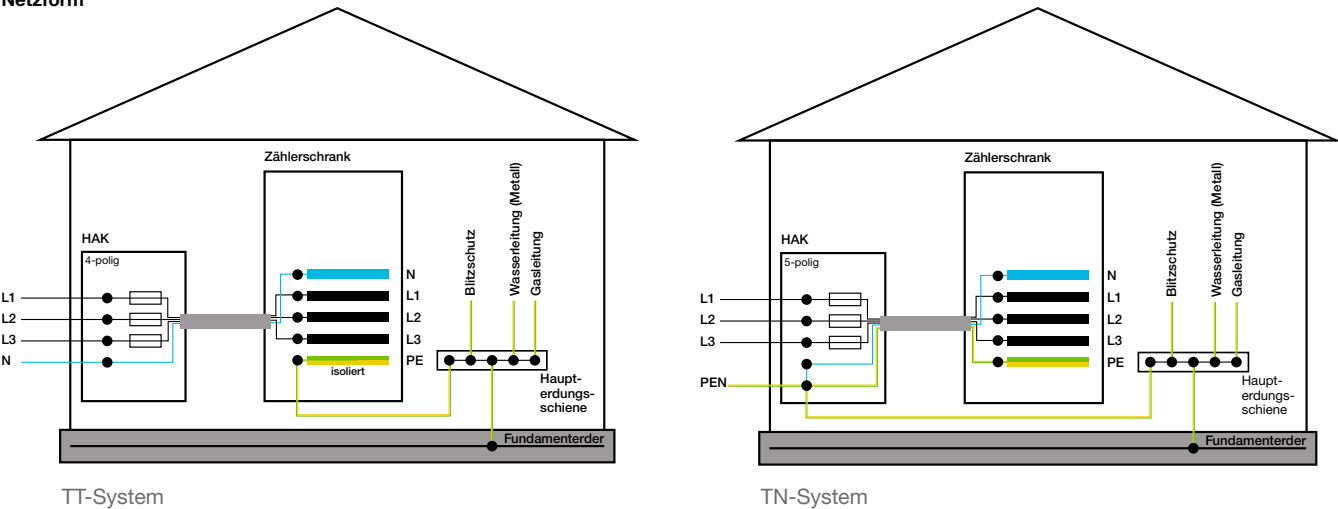 Netzform
Zählerschrank
HAK
4-polig
L1
L2
L3
N
N
L1
L2
L3
PE
isoliert
Blitzschutz
Wasserleitung (Metall)
Gasleitung
Haupt-
erdungs-
schiene
Fundamenterder
TT-System
Zählerschrank
HAK
5-polig
L1
L2
L3
PEN
N
L1
L2
L3
PE
Blitzschutz
Wasserleitung (Metall)
Gasleitung
Haupt-
erdungs-
schiene
Fundamenterder
TN-System